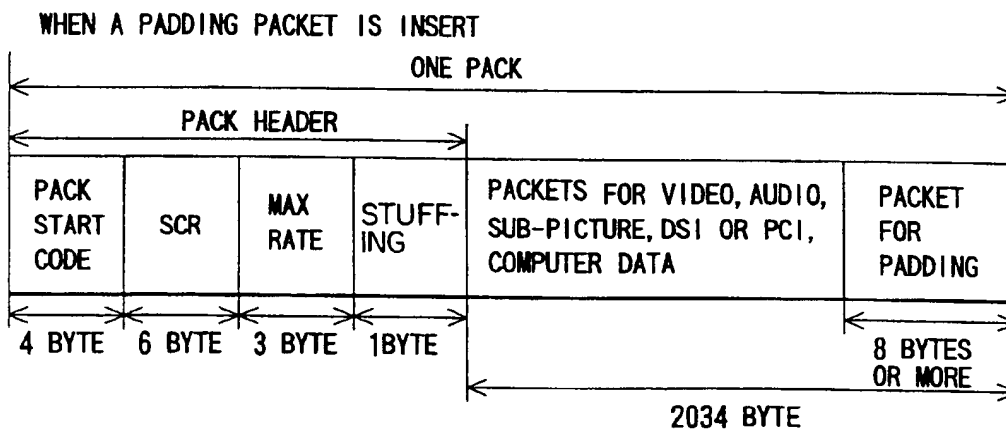 WHEN A PADDING PACKET IS INSERT
ONE PACK
PACK HEADER
PACK
START
CODE
SCR
MAX
RATE
STUFF-
ING
PACKETS FOR VIDEO, AUDIO,
SUB-PICTURE, DSI OR PCI,
COMPUTER DATA
PACKET
FOR
PADDING
4 BYTE
6 BYTE
3 BYTE
1BYTE
8 BYTES
OR MORE
2034 BYTE